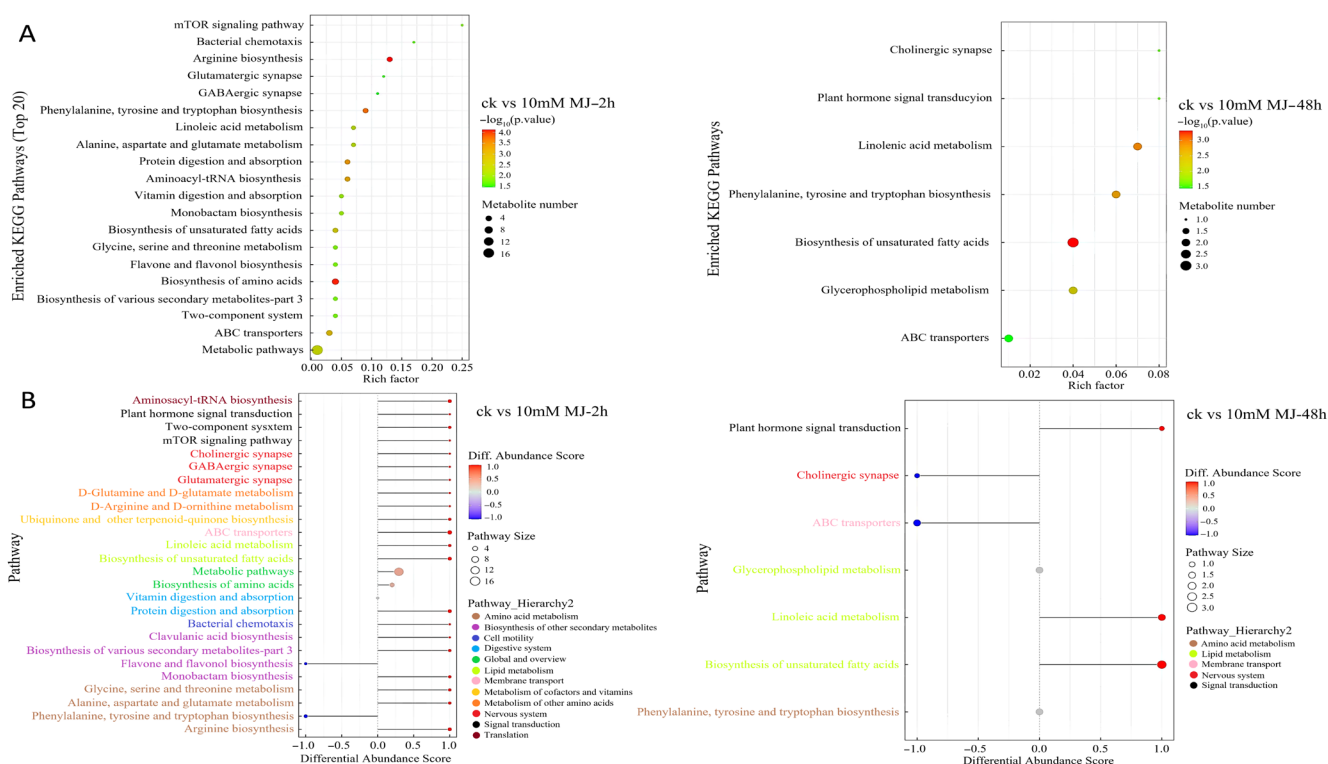 A
Enriched KEGG Pathways (Top 20)
mTOR signaling pathway
Bacterial chemotaxis
Arginine biosynthesis
Glutamatergic synapse
GABAergic synapse
Phenylalanine, tyrosine and tryptophan biosynthesis
Linoleic acid metabolism
Alanine, aspartate and glutamate metabolism
Protein digestion and absorption
Aminoacyl-tRNA biosynthesis
Vitamin digestion and absorption
Monobactam biosynthesis
Biosynthesis of unsaturated fatty acids
Glycine, serine and threonine metabolism
Flavone and flavonol biosynthesis
Biosynthesis of amino acids
Biosynthesis of various secondary metabolites-part 3
Two-component system
ABC transporters
Metabolic pathways
0.00 0.05 0.10 0.15 0.20 0.25
Rich factor
ck vs 10mM MJ-2h
-log10(p.value)
4.0
3.5
3.0
2.5
2.0
1.5
Metabolite number
4
8
12
16
Enriched KEGG Pathways
Cholinergic synapse
Plant hormone signal transducyion
Linolenic acid metabolism
Phenylalanine, tyrosine and tryptophan biosynthesis
Biosynthesis of unsaturated fatty acids
Glycerophospholipid metabolism
ABC transporters
0.02 0.04 0.06 0.08
Rich factor
ck vs 10mM MJ-48h
-log10(p.value)
3.0
2.5
2.0
1.5
Metabolite number
1.0
1.5
2.0
2.5
3.0
B
Pathway
Aminosacyl-tRNA biosynthesis
Plant hormone signal transduction
Two-component sysxtem
mTOR signaling pathway
Cholinergic synapse
GABAergic synapse
Glutamatergic synapse
D-Glutamine and D-glutamate metabolism
D-Arginine and D-ornithine metabolism
Ubiquinone and other terpenoid-quinone biosynthesis
ABC transporters
Linoleic acid metabolism
Biosynthesis of unsaturated fatty acids
Metabolic pathways
Biosynthesis of amino acids
Vitamin digestion and absorption
Protein digestion and absorption
Bacterial chemotaxis
Clavulanic acid biosynthesis
Biosynthesis of various secondary metabolites-part 3
Flavone and flavonol biosynthesis
Monobactam biosynthesis
Glycine, serine and threonine metabolism
Alanine, aspartate and glutamate metabolism
Phenylalanine, tyrosine and tryptophan biosynthesis
Arginine biosynthesis
−1.0 −0.5 0.0 0.5 1.0
Differential Abundance Score
ck vs 10mM MJ-2h
Diff. Abundance Score
1.0
0.5
0.0
−0.5
−1.0
Pathway Size
4
8
12
16
Pathway_Hierarchy2
Amino acid metabolism
Biosynthesis of other secondary metabolites
Cell motility
Digestive system
Global and overview
Lipid metabolism
Membrane transport
Metabolism of cofactors and vitamins
Metabolism of other amino acids
Nervous system
Signal transduction
Translation
Pathway
Plant hormone signal transduction
Cholinergic synapse
ABC transporters
Glycerophospholipid metabolism
Linoleic acid metabolism
Biosynthesis of unsaturated fatty acids
Phenylalanine, tyrosine and tryptophan biosynthesis
−1.0 −0.5 0.0 0.5 1.0
Differential Abundance Score
ck vs 10mM MJ-48h
Diff. Abundance Score
1.0
0.5
0.0
−0.5
−1.0
Pathway Size
1.0
1.5
2.0
2.5
3.0
Pathway_Hierarchy2
Amino acid metabolism
Lipid metabolism
Membrane transport
Nervous system
Signal transduction